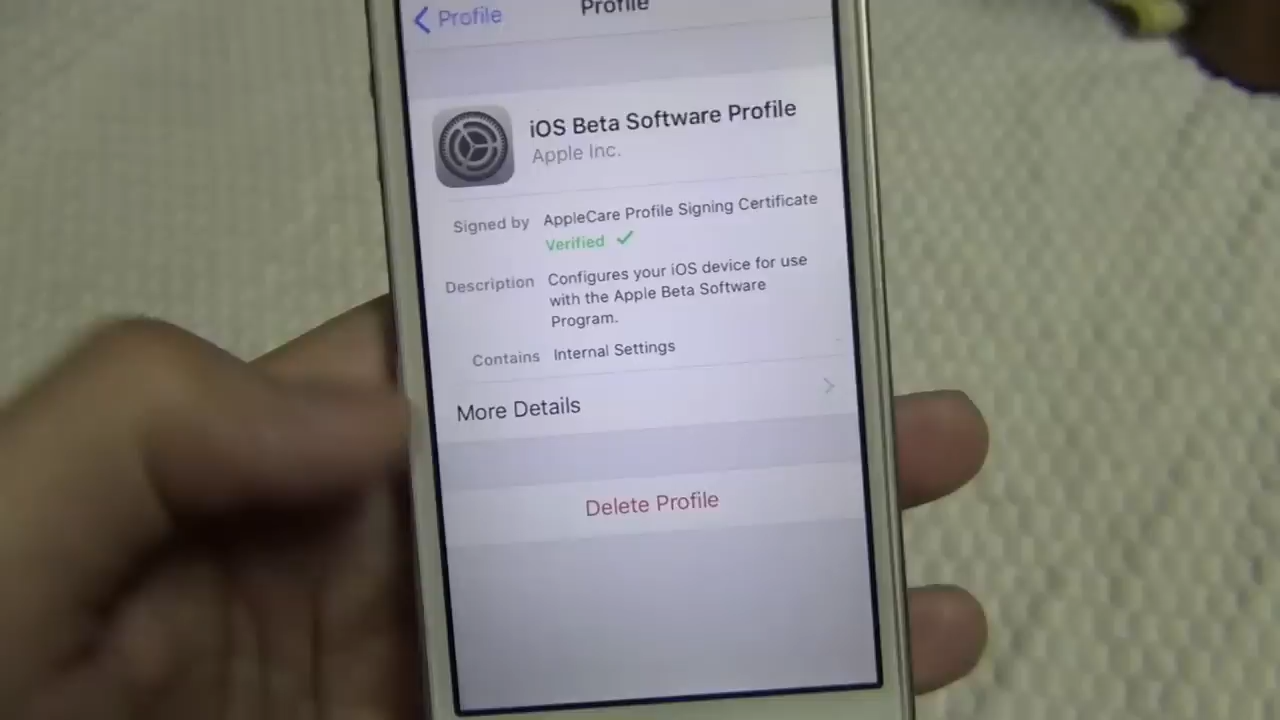 Profile
Profile
iOS Beta Software Profile
Apple Inc.
Signed by AppleCare Profile Signing Certificate
Verified
Description Configures your iOS device for use
with the Apple Beta Software
Program.
Contains Internal Settings
More Details
Delete Profile